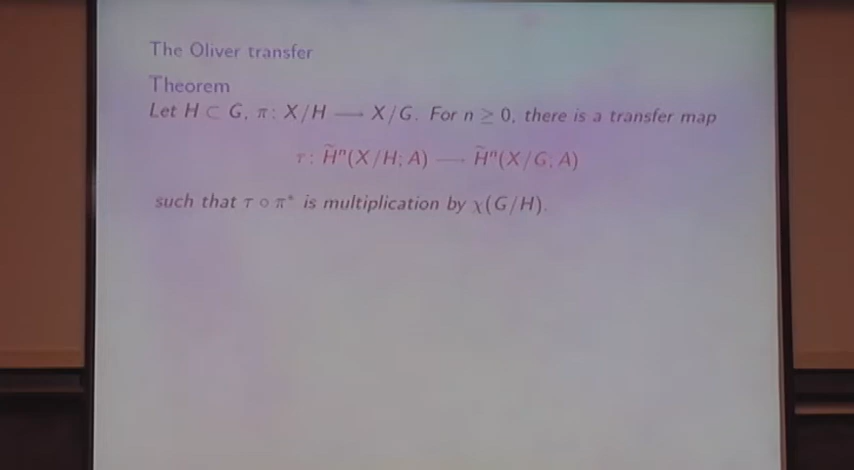 The Oliver transfer
Theorem
Let H ⊂ G, π: X/H ⟶ X/G. For n ≥ 0, there is a transfer map
τ: H̃ⁿ(X/H; A) ⟶ H̃ⁿ(X/G; A)
such that τ ∘ π* is multiplication by χ(G/H).